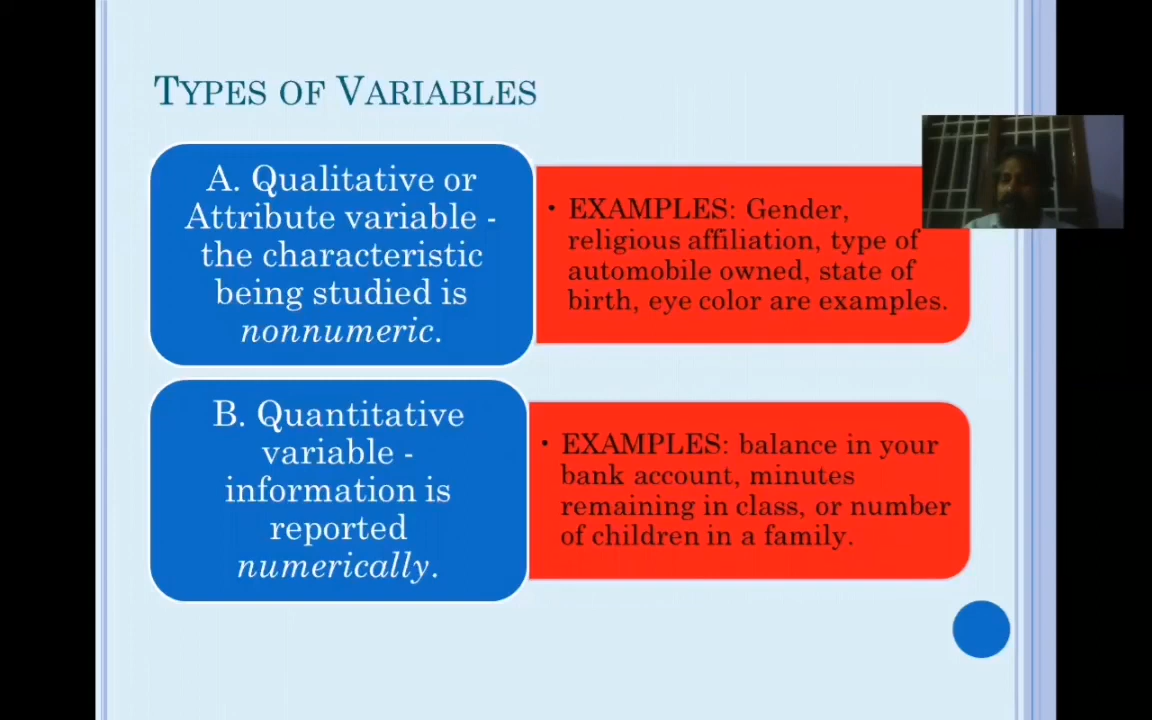 TYPES OF VARIABLES
A. Qualitative or
Attribute variable -
the characteristic
being studied is
nonnumeric.
• EXAMPLES: Gender,
religious affiliation, type of
automobile owned, state of
birth, eye color are examples.
B. Quantitative
variable -
information is
reported
numerically.
• EXAMPLES: balance in your
bank account, minutes
remaining in class, or number
of children in a family.